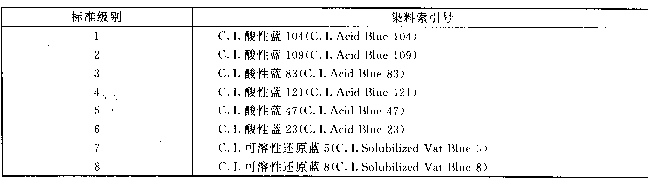 标准级别 染料索引号
1 C.I.酸性蓝 104(C.I.Acid Blue 104)
2 C.I.酸性蓝 109(C.I.Acid Blue 109)
3 C.I.酸性蓝 83(C.I.Acid Blue 83)
4 C.I.酸性蓝 121(C.I.Acid Blue 121)
5 C.I.酸性蓝 47(C.I.Acid Blue 47)
6 C.I.酸性蓝 23(C.I.Acid Blue 23)
7 C.I.可溶性还原蓝 5(C.I.Solubilized Vat Blue 5)
8 C.I.可溶性还原蓝 8(C.I.Solubilized Vat Blue 8)